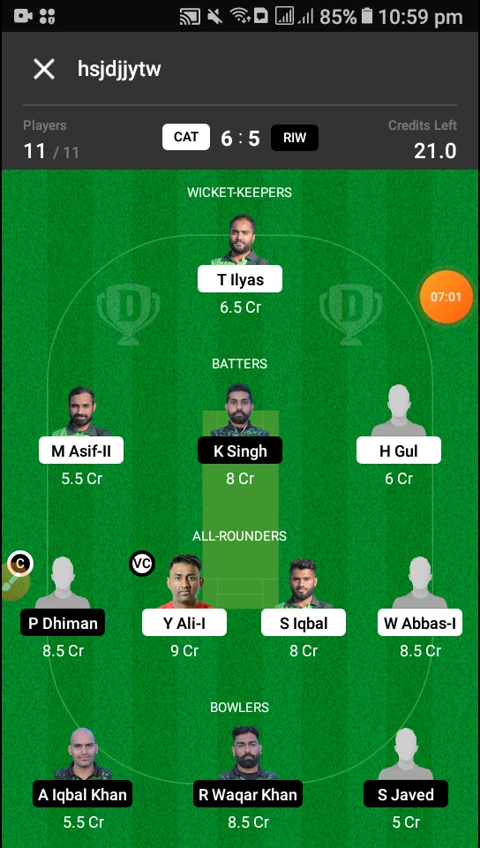 85% 10:59 pm
hsjdjjytw
Players
Credits Left
11 / 11
CAT 6 : 5 RIW
21.0
WICKET-KEEPERS
T Ilyas
6.5 Cr
07:01
D D
BATTERS
M Asif-II K Singh H Gul
5.5 Cr 8 Cr 6 Cr
ALL-ROUNDERS
C VC
P Dhiman Y Ali-I S Iqbal W Abbas-I
8.5 Cr 9 Cr 8 Cr 8.5 Cr
BOWLERS
A Iqbal Khan R Waqar Khan S Javed
5.5 Cr 8.5 Cr 5 Cr